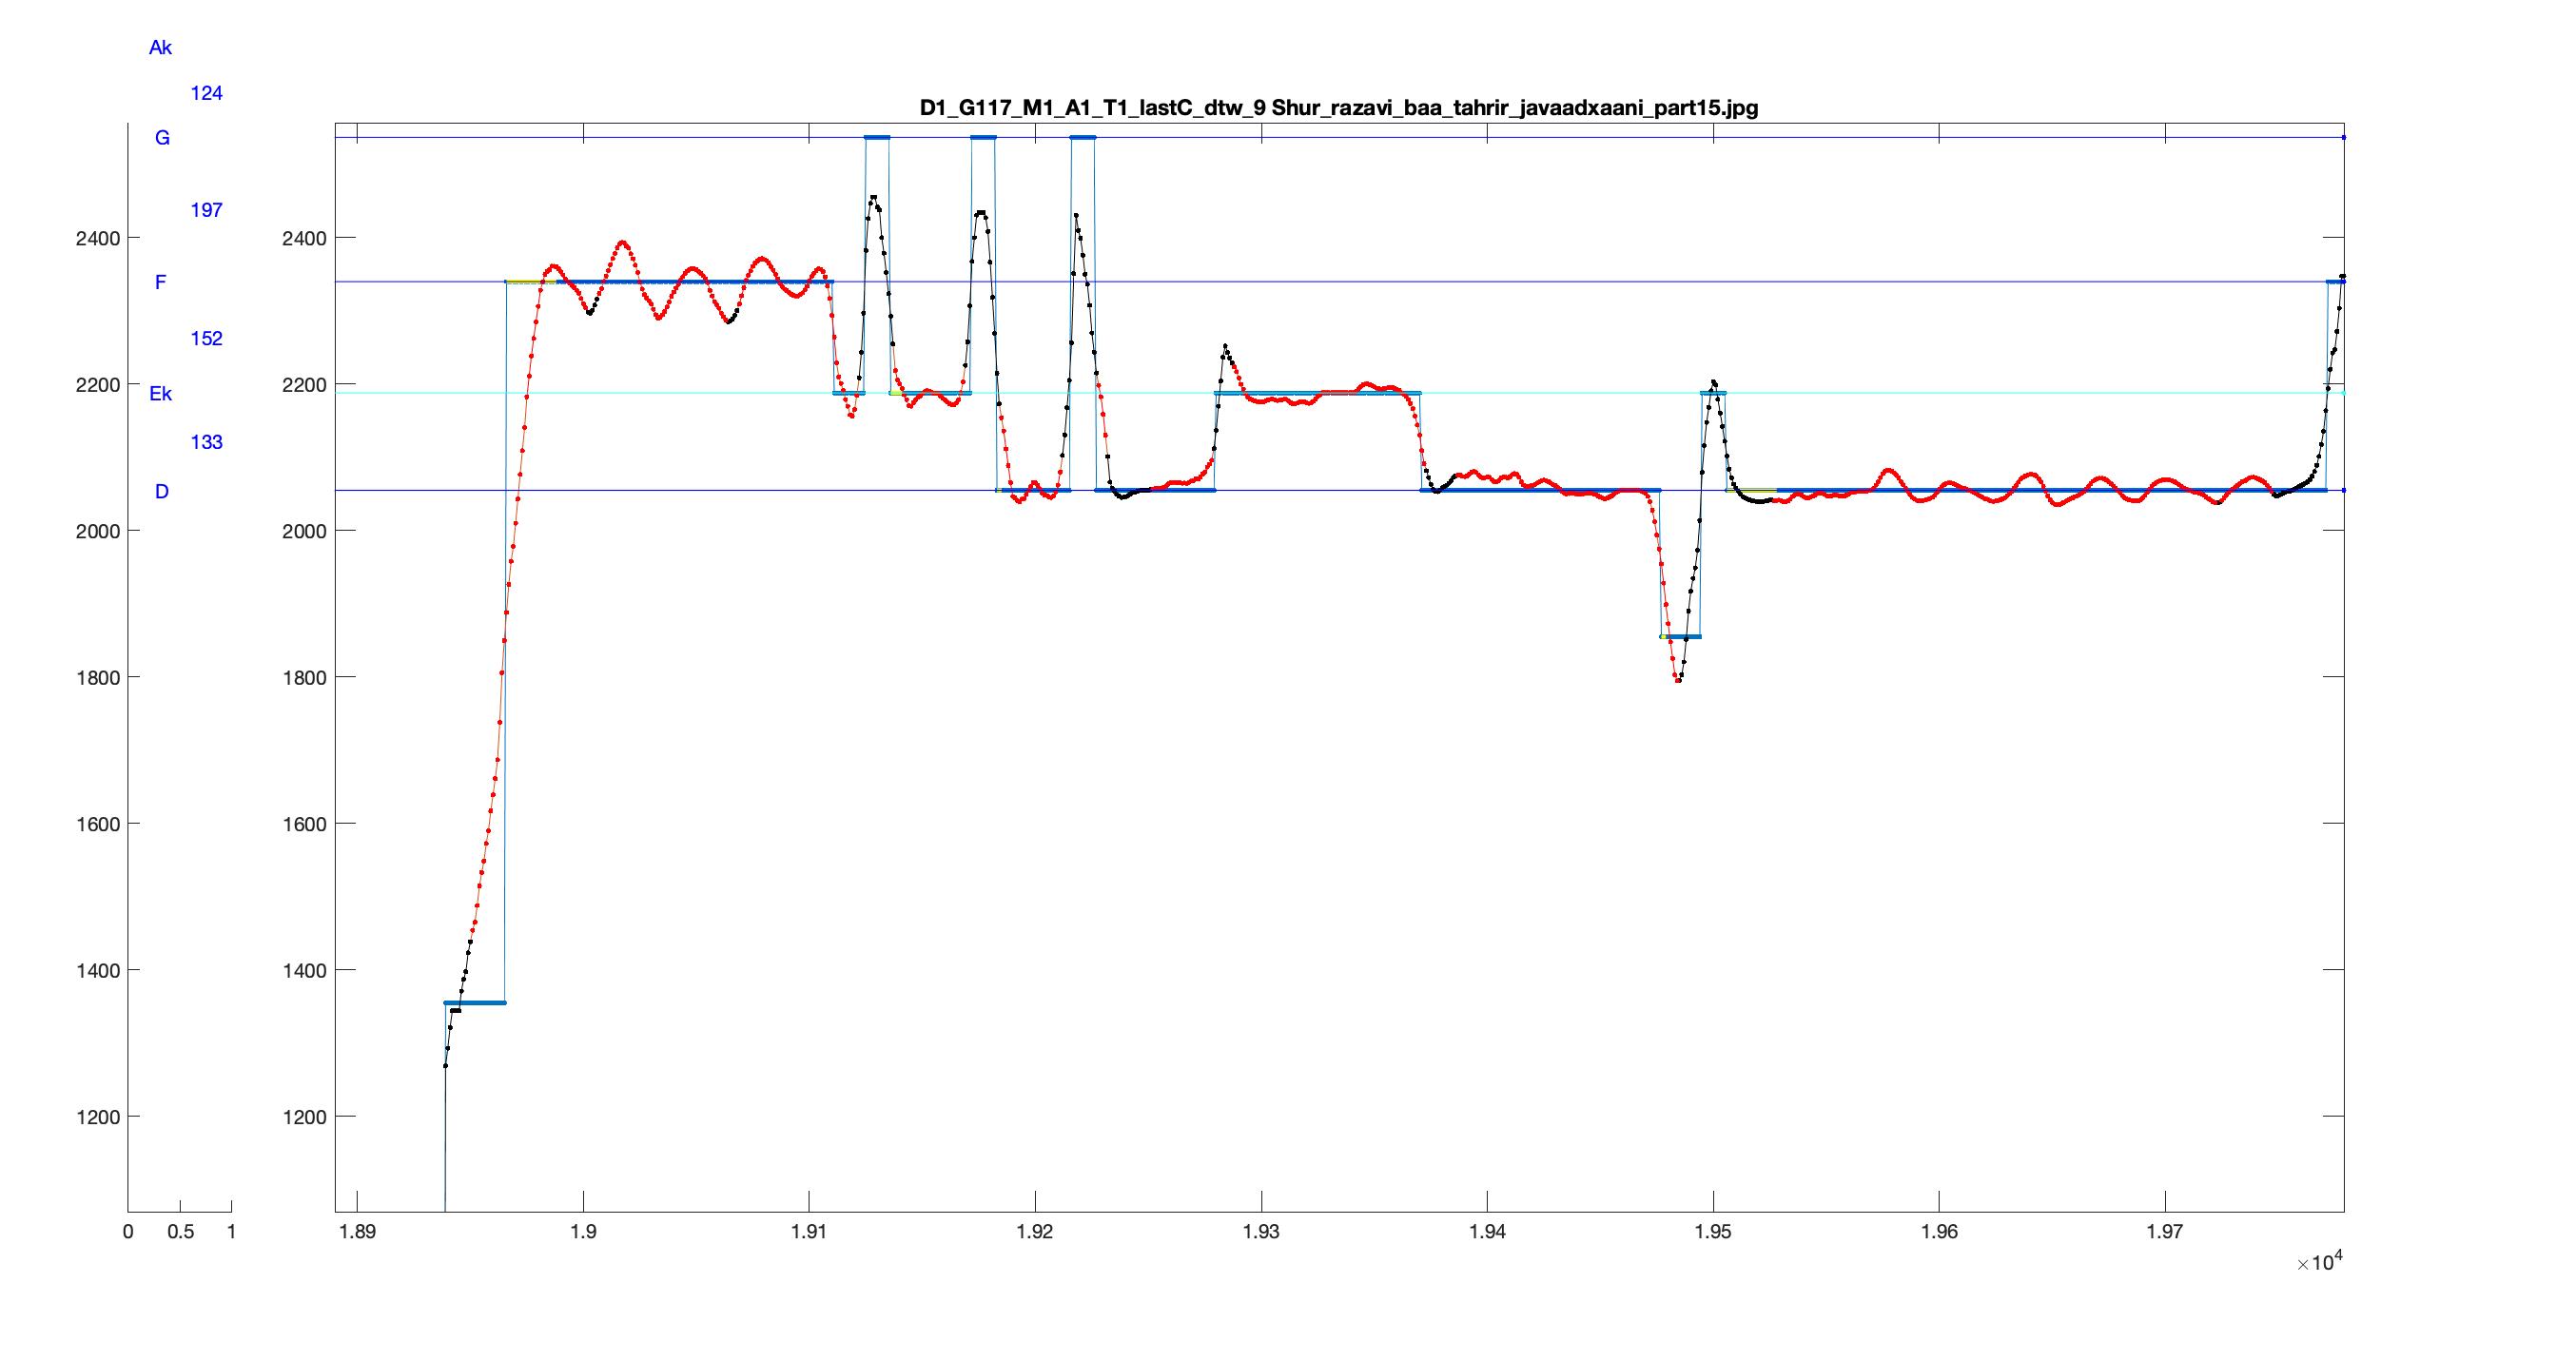 Ak
124
D1_G117_M1_A1_T1_lastC_dtw_9 Shur_razavi_baa_tahrir_javaadxaani_part15.jpg
G
197
2400 2400
F
152
2200 Ek 2200
133
D
2000 2000
1800 1800
1600 1600
1400 1400
1200 1200
0 0.5 1 1.89 1.9 1.91 1.92 1.93 1.94 1.95 1.96 1.97
×10^4